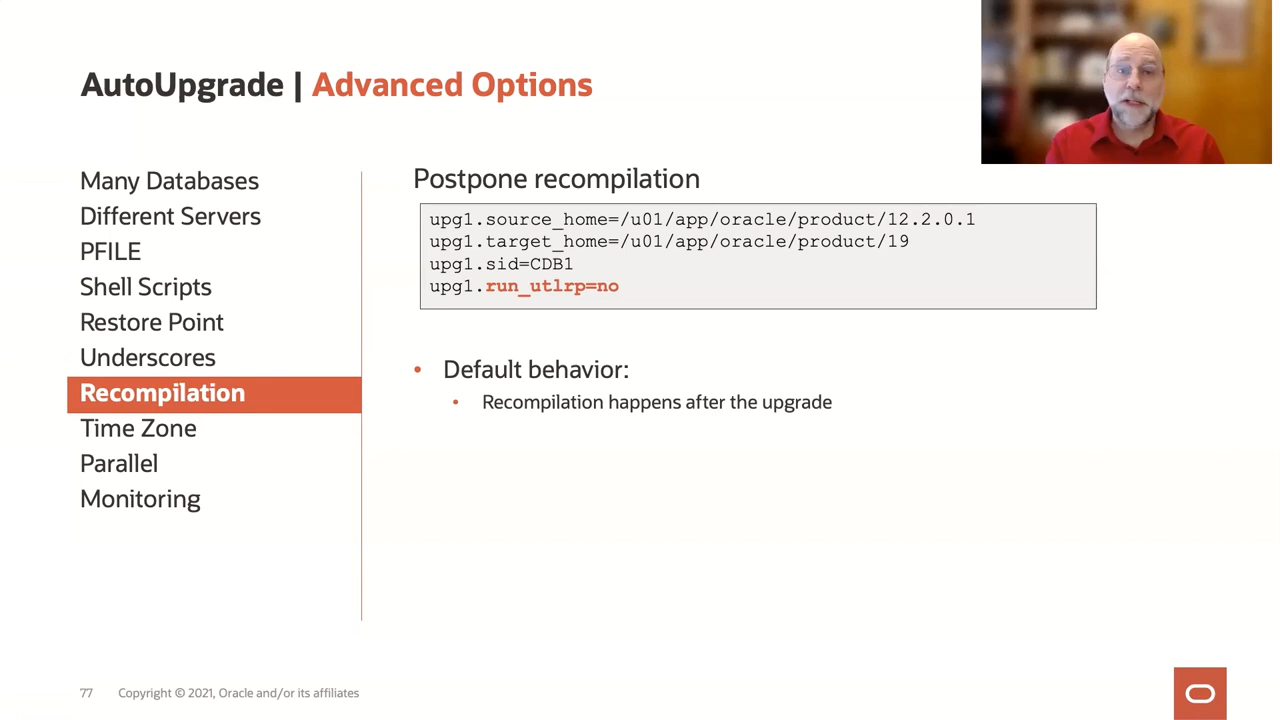 AutoUpgrade | Advanced Options
Many Databases
Different Servers
PFILE
Shell Scripts
Restore Point
Underscores
Recompilation
Time Zone
Parallel
Monitoring
Postpone recompilation
upg1.source_home=/u01/app/oracle/product/12.2.0.1
upg1.target_home=/u01/app/oracle/product/19
upg1.sid=CDB1
upg1.run_utlrp=no
• Default behavior:
• Recompilation happens after the upgrade
77 Copyright © 2021, Oracle and/or its affiliates